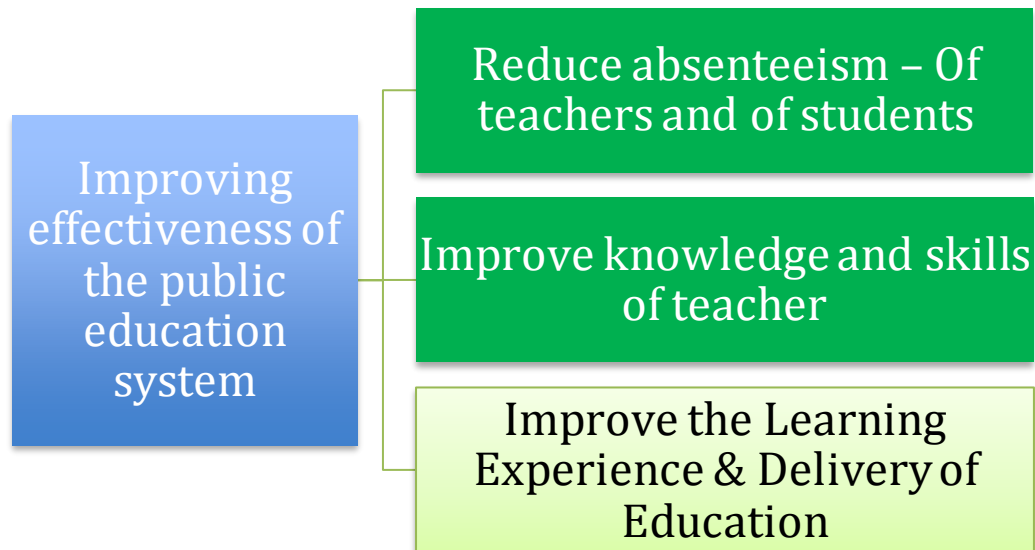 Improving
effectiveness of
the public
education
system
Reduce absenteeism – Of
teachers and of students
Improve knowledge and skills
of teacher
Improve the Learning
Experience & Delivery of
Education